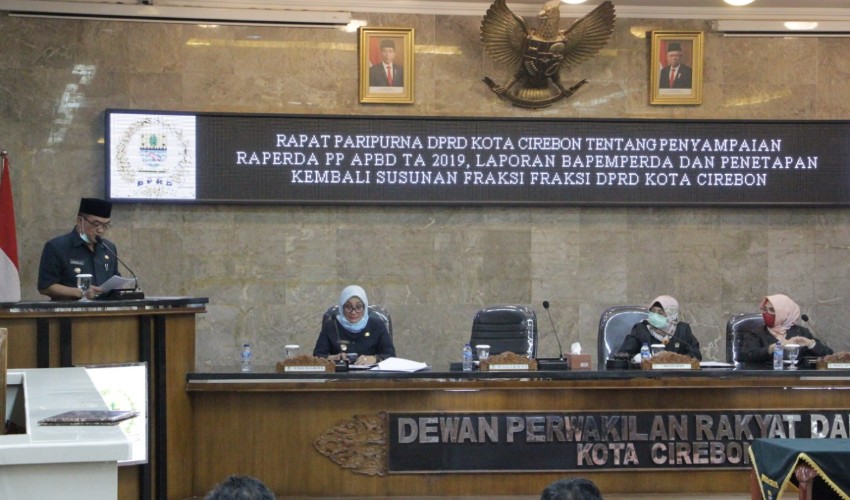 RAPAT PARIPURNA DPRD KOTA CIREBON TENTANG PENYAMPAIAN
RAPERDA PP APBD TA 2019, LAPORAN BAPEMPERDA DAN PENETAPAN
KEMBALI SUSUNAN FRAKSI FRAKSI DPRD KOTA CIREBON
DPRD
DEWAN PERWAKILAN RAKYAT DA
KOTA CIREBON